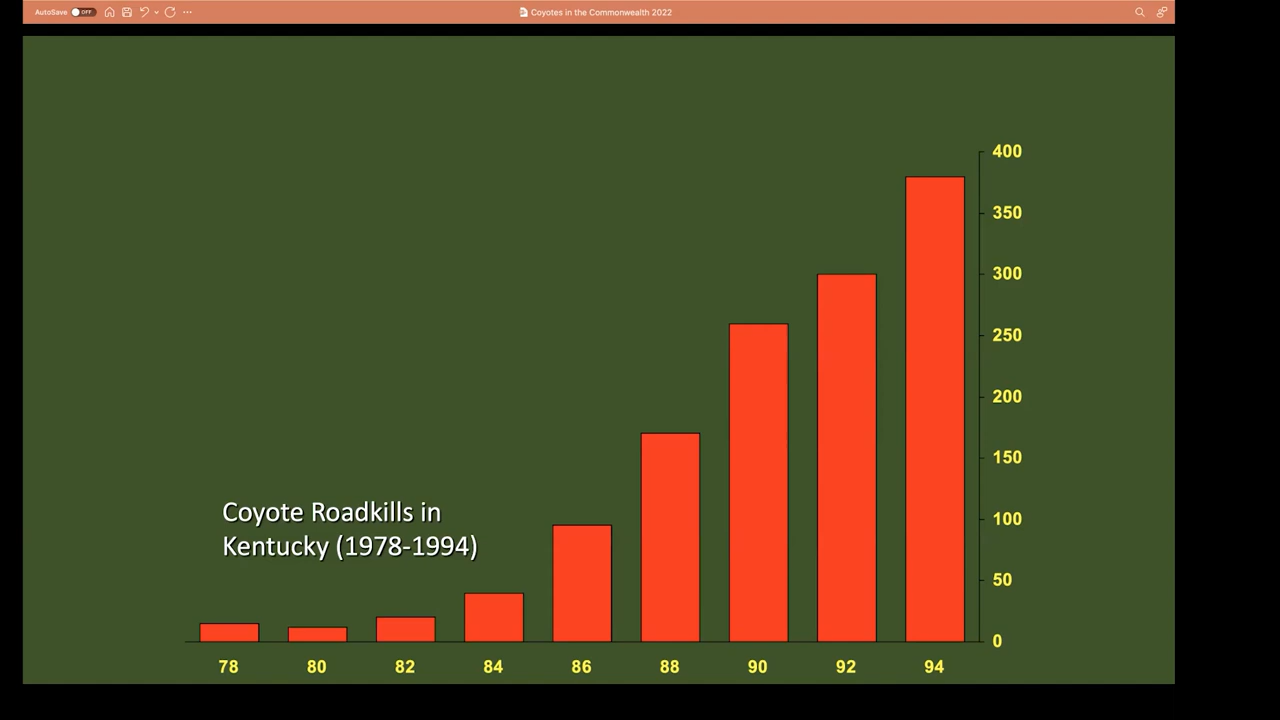 AutoSave OFF
Coyotes in the Commonwealth 2022
400
350
300
250
200
150
100
50
0
Coyote Roadkills in
Kentucky (1978-1994)
78 80 82 84 86 88 90 92 94